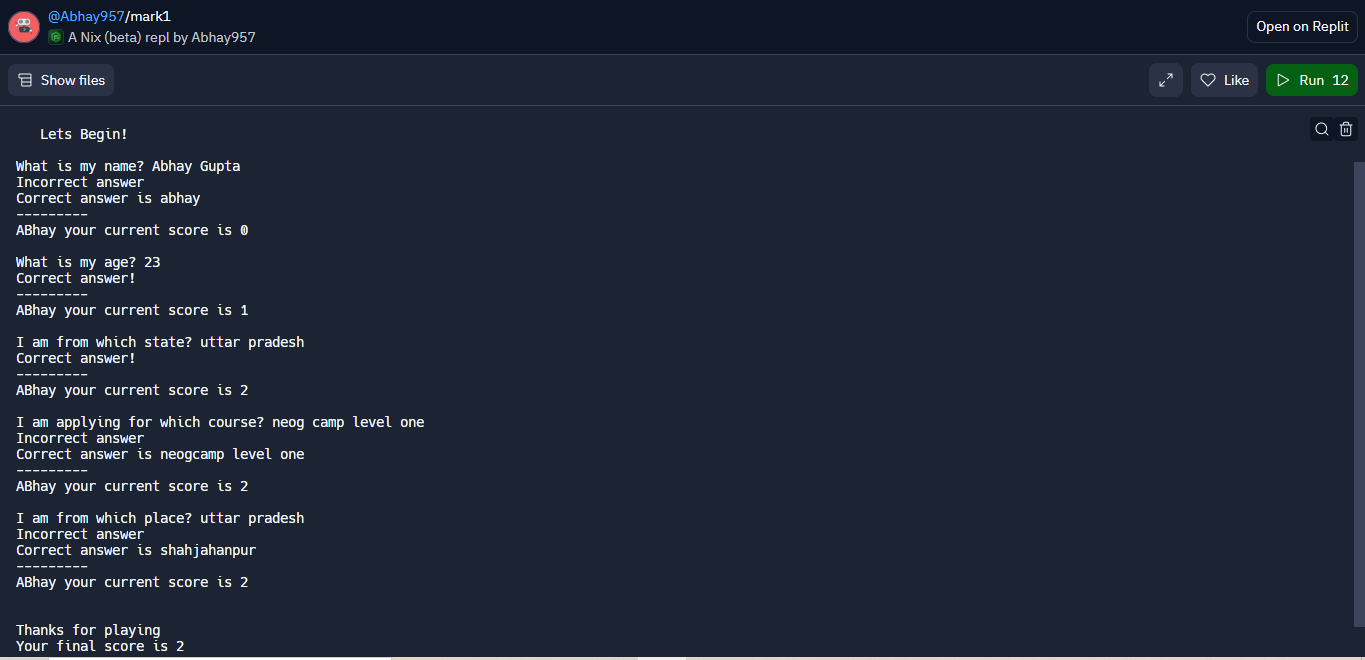 @Abhay957/mark1
A Nix (beta) repl by Abhay957
Open on Replit
Show files
Like
Run 12
Lets Begin!
What is my name? Abhay Gupta
Incorrect answer
Correct answer is abhay
---------
ABhay your current score is 0
What is my age? 23
Correct answer!
---------
ABhay your current score is 1
I am from which state? uttar pradesh
Correct answer!
---------
ABhay your current score is 2
I am applying for which course? neog camp level one
Incorrect answer
Correct answer is neogcamp level one
---------
ABhay your current score is 2
I am from which place? uttar pradesh
Incorrect answer
Correct answer is shahjahanpur
---------
ABhay your current score is 2
Thanks for playing
Your final score is 2